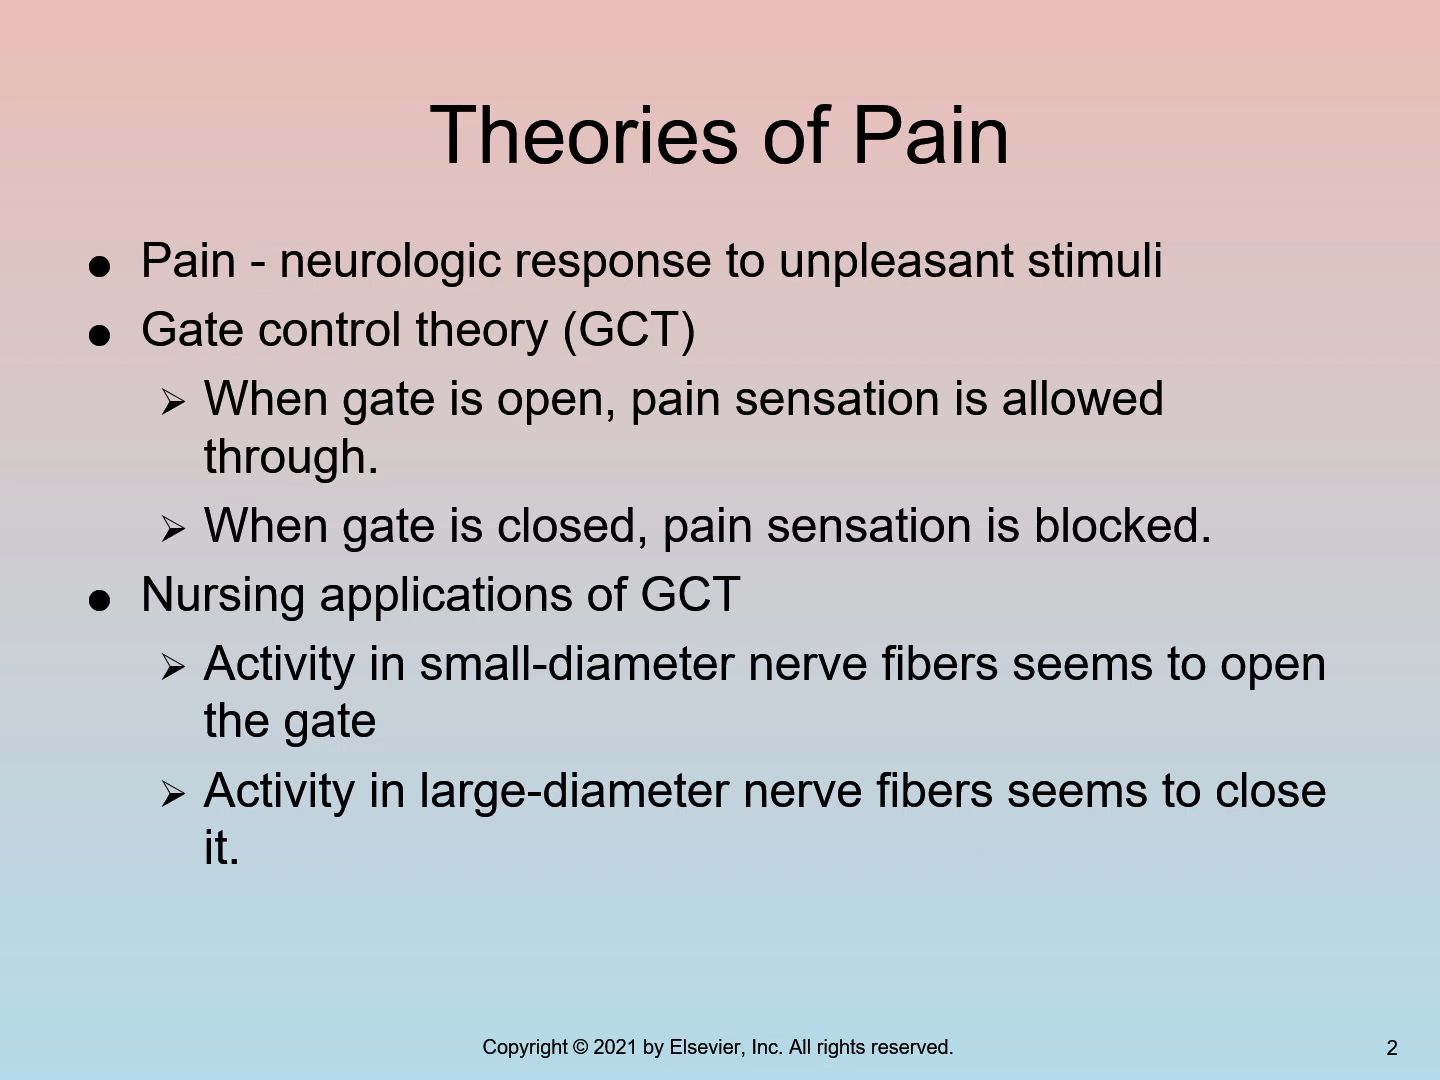 Theories of Pain
● Pain - neurologic response to unpleasant stimuli
● Gate control theory (GCT)
➢ When gate is open, pain sensation is allowed
through.
➢ When gate is closed, pain sensation is blocked.
● Nursing applications of GCT
➢ Activity in small-diameter nerve fibers seems to open
the gate
➢ Activity in large-diameter nerve fibers seems to close
it.
Copyright © 2021 by Elsevier, Inc. All rights reserved.
2